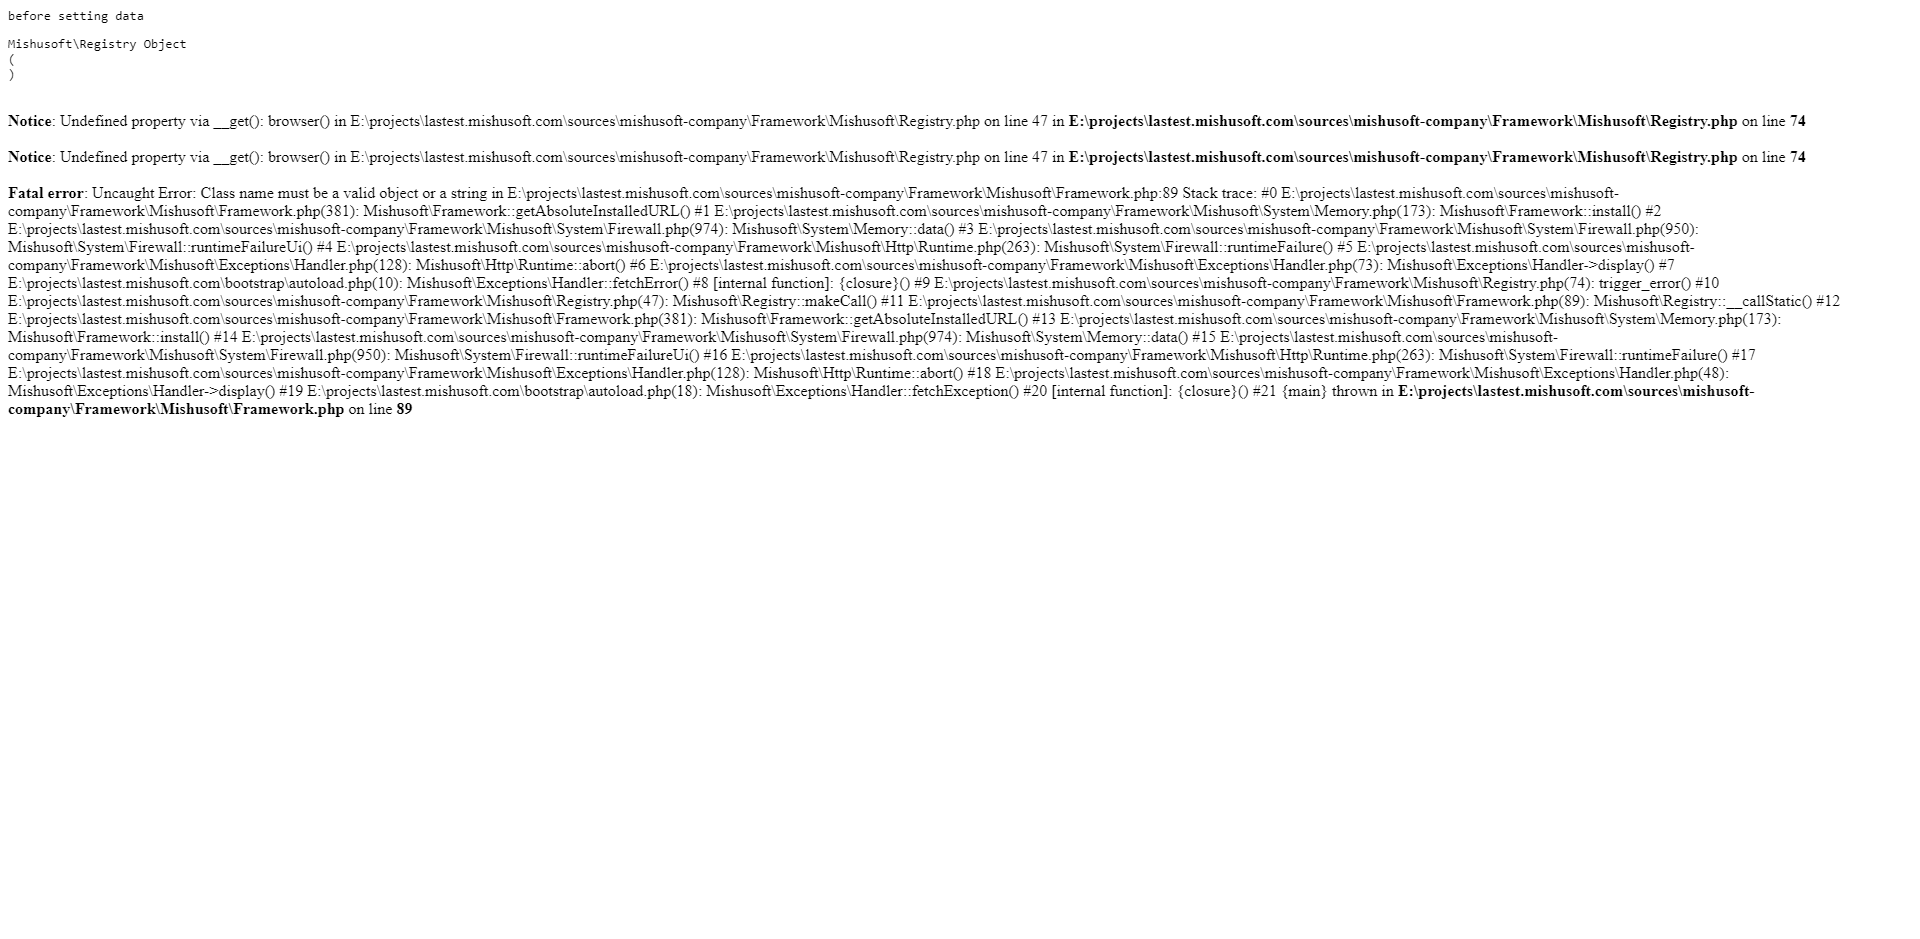 before setting data
Mishusoft\Registry Object
(
)
Notice: Undefined property via __get(): browser() in E:\projects\lastest.mishusoft.com\sources\mishusoft-company\Framework\Mishusoft\Registry.php on line 47 in E:\projects\lastest.mishusoft.com\sources\mishusoft-company\Framework\Mishusoft\Registry.php on line 74
Notice: Undefined property via __get(): browser() in E:\projects\lastest.mishusoft.com\sources\mishusoft-company\Framework\Mishusoft\Registry.php on line 47 in E:\projects\lastest.mishusoft.com\sources\mishusoft-company\Framework\Mishusoft\Registry.php on line 74
Fatal error: Uncaught Error: Class name must be a valid object or a string in E:\projects\lastest.mishusoft.com\sources\mishusoft-company\Framework\Mishusoft\Framework.php:89 Stack trace: #0 E:\projects\lastest.mishusoft.com\sources\mishusoft-
company\Framework\Mishusoft\Framework.php(381): Mishusoft\Framework::getAbsoluteInstalledURL() #1 E:\projects\lastest.mishusoft.com\sources\mishusoft-company\Framework\Mishusoft\System\Memory.php(173): Mishusoft\Framework::install() #2
E:\projects\lastest.mishusoft.com\sources\mishusoft-company\Framework\Mishusoft\System\Firewall.php(974): Mishusoft\System\Memory::data() #3 E:\projects\lastest.mishusoft.com\sources\mishusoft-company\Framework\Mishusoft\System\Firewall.php(950):
Mishusoft\System\Firewall::runtimeFailureUi() #4 E:\projects\lastest.mishusoft.com\sources\mishusoft-company\Framework\Mishusoft\Http\Runtime.php(263): Mishusoft\System\Firewall::runtimeFailure() #5 E:\projects\lastest.mishusoft.com\sources\mishusoft-
company\Framework\Mishusoft\Exceptions\Handler.php(128): Mishusoft\Http\Runtime::abort() #6 E:\projects\lastest.mishusoft.com\sources\mishusoft-company\Framework\Mishusoft\Exceptions\Handler.php(73): Mishusoft\Exceptions\Handler->display() #7
E:\projects\lastest.mishusoft.com\bootstrap\autoload.php(10): Mishusoft\Exceptions\Handler::fetchError() #8 [internal function]: {closure}() #9 E:\projects\lastest.mishusoft.com\sources\mishusoft-company\Framework\Mishusoft\Registry.php(74): trigger_error() #10
E:\projects\lastest.mishusoft.com\sources\mishusoft-company\Framework\Mishusoft\Registry.php(47): Mishusoft\Registry::makeCall() #11 E:\projects\lastest.mishusoft.com\sources\mishusoft-company\Framework\Mishusoft\Framework.php(89): Mishusoft\Registry::__callStatic() #12
E:\projects\lastest.mishusoft.com\sources\mishusoft-company\Framework\Mishusoft\Framework.php(381): Mishusoft\Framework::getAbsoluteInstalledURL() #13 E:\projects\lastest.mishusoft.com\sources\mishusoft-company\Framework\Mishusoft\System\Memory.php(173):
Mishusoft\Framework::install() #14 E:\projects\lastest.mishusoft.com\sources\mishusoft-company\Framework\Mishusoft\System\Firewall.php(974): Mishusoft\System\Memory::data() #15 E:\projects\lastest.mishusoft.com\sources\mishusoft-
company\Framework\Mishusoft\System\Firewall.php(950): Mishusoft\System\Firewall::runtimeFailureUi() #16 E:\projects\lastest.mishusoft.com\sources\mishusoft-company\Framework\Mishusoft\Http\Runtime.php(263): Mishusoft\System\Firewall::runtimeFailure() #17
E:\projects\lastest.mishusoft.com\sources\mishusoft-company\Framework\Mishusoft\Exceptions\Handler.php(128): Mishusoft\Http\Runtime::abort() #18 E:\projects\lastest.mishusoft.com\sources\mishusoft-company\Framework\Mishusoft\Exceptions\Handler.php(48):
Mishusoft\Exceptions\Handler->display() #19 E:\projects\lastest.mishusoft.com\bootstrap\autoload.php(18): Mishusoft\Exceptions\Handler::fetchException() #20 [internal function]: {closure}() #21 {main} thrown in E:\projects\lastest.mishusoft.com\sources\mishusoft-
company\Framework\Mishusoft\Framework.php on line 89